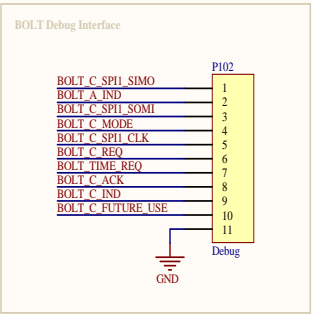 BOLT Debug Interface
P102
BOLT_C_SPI1_SIMO 1
BOLT_A_IND 2
BOLT_C_SPI1_SOMI 3
BOLT_C_MODE 4
BOLT_C_SPI1_CLK 5
BOLT_C_REQ 6
BOLT_TIME_REQ 7
BOLT_C_ACK 8
BOLT_C_IND 9
BOLT_C_FUTURE_USE 10
11
Debug
GND